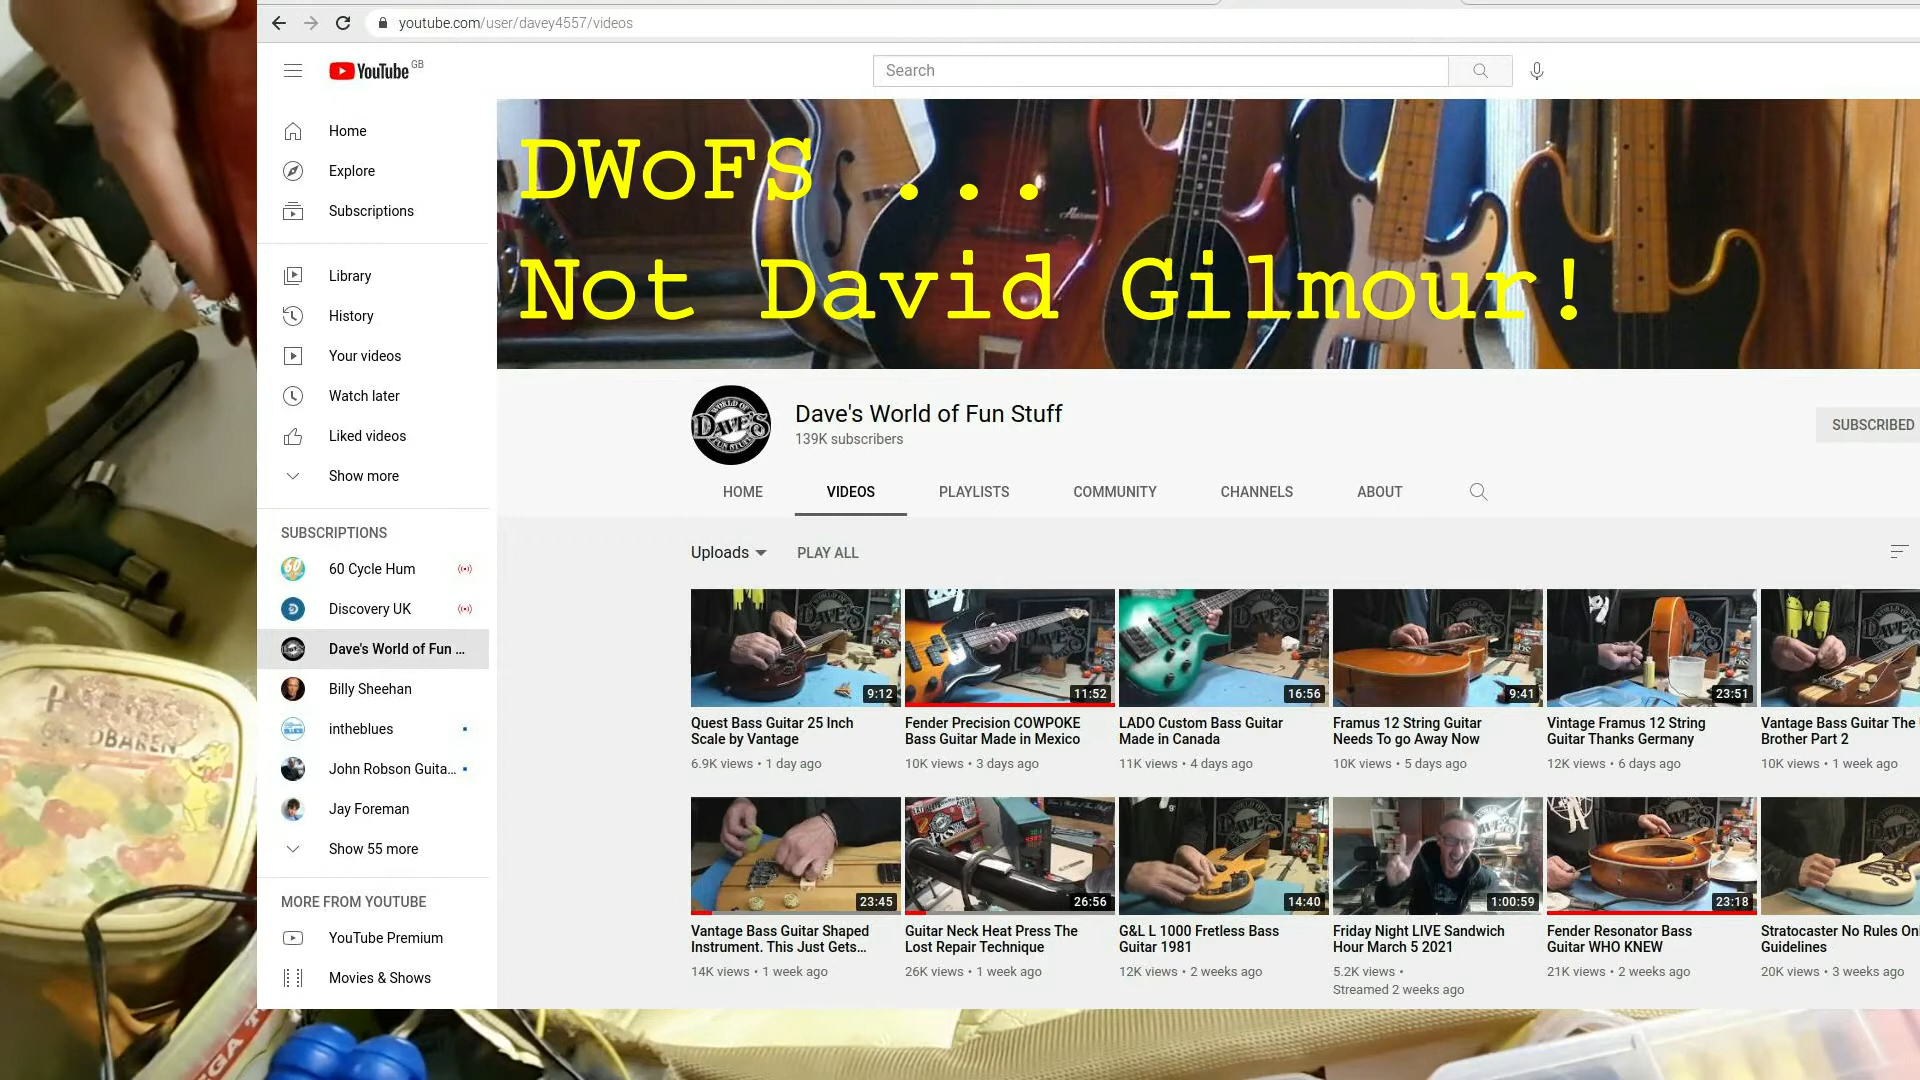 youtube.com/user/davey4557/videos
YouTube GB
Search
Home
Explore
Subscriptions
Library
History
Your videos
Watch later
Liked videos
Show more
SUBSCRIPTIONS
60 Cycle Hum
Discovery UK
Dave's World of Fun ...
Billy Sheehan
intheblues
John Robson Guita...
Jay Foreman
Show 55 more
MORE FROM YOUTUBE
YouTube Premium
Movies & Shows
DWoFS ...
Not David Gilmour!
WORLD OF
DAVE'S
FUN STUFF
Dave's World of Fun Stuff
139K subscribers
SUBSCRIBED
HOME VIDEOS PLAYLISTS COMMUNITY CHANNELS ABOUT
Uploads PLAY ALL
9:12 11:52 16:56 9:41 23:51
Quest Bass Guitar 25 Inch
Scale by Vantage
6.9K views • 1 day ago
Fender Precision COWPOKE
Bass Guitar Made in Mexico
10K views • 3 days ago
LADO Custom Bass Guitar
Made in Canada
11K views • 4 days ago
Framus 12 String Guitar
Needs To go Away Now
10K views • 5 days ago
Vintage Framus 12 String
Guitar Thanks Germany
12K views • 6 days ago
Vantage Bass Guitar The
Brother Part 2
10K views • 1 week ago
23:45 26:56 14:40 1:00:59 23:18
Vantage Bass Guitar Shaped
Instrument. This Just Gets...
14K views • 1 week ago
Guitar Neck Heat Press The
Lost Repair Technique
26K views • 1 week ago
G&L L 1000 Fretless Bass
Guitar 1981
12K views • 2 weeks ago
Friday Night LIVE Sandwich
Hour March 5 2021
5.2K views •
Streamed 2 weeks ago
Fender Resonator Bass
Guitar WHO KNEW
21K views • 2 weeks ago
Stratocaster No Rules On
Guidelines
20K views • 3 weeks ago